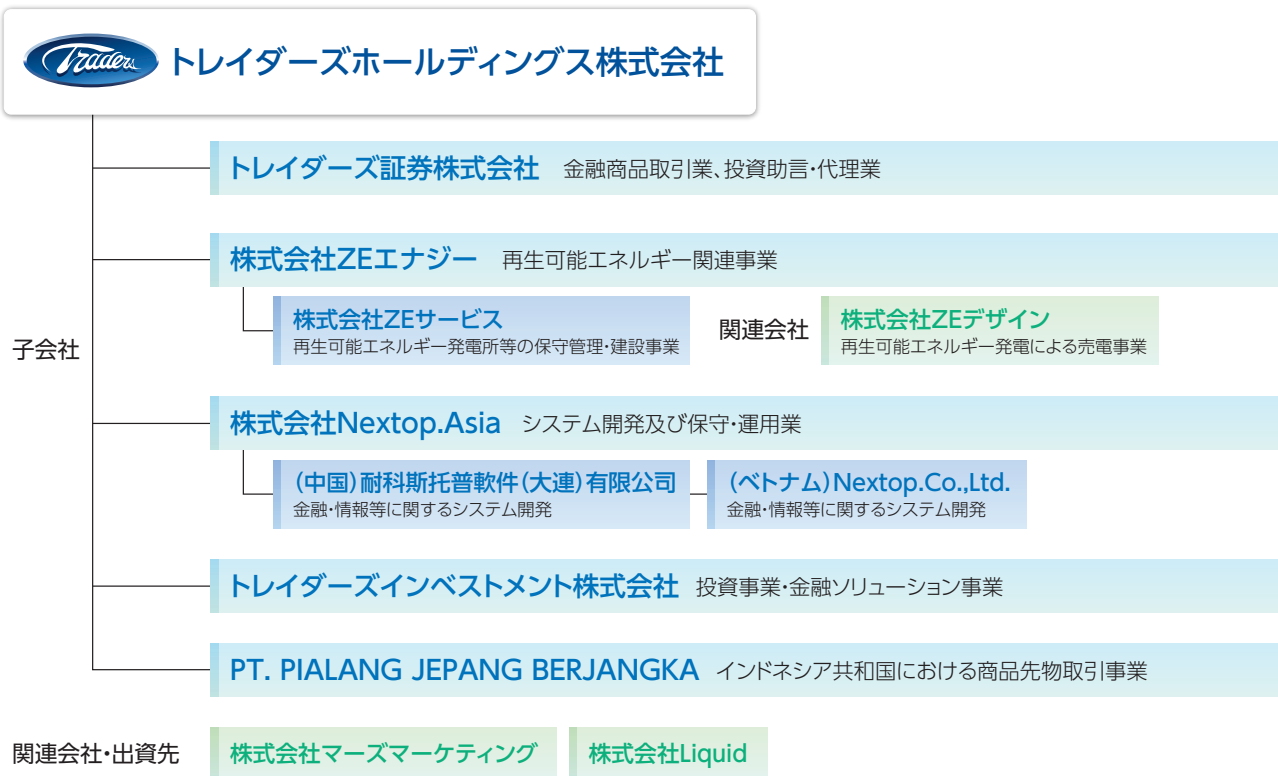 Traders トレイダーズホールディングス株式会社
トレイダーズ証券株式会社 金融商品取引業、投資助言・代理業
株式会社ZEエナジー 再生可能エネルギー関連事業
株式会社ZEサービス
再生可能エネルギー発電所等の保守管理・建設事業
関連会社
株式会社ZEデザイン
再生可能エネルギー発電による売電事業
子会社
株式会社Nextop.Asia システム開発及び保守・運用業
（中国）耐科斯托普軟件（大連）有限公司
金融・情報等に関するシステム開発
（ベトナム）Nextop.Co.,Ltd.
金融・情報等に関するシステム開発
トレイダーズインベストメント株式会社 投資事業・金融ソリューション事業
PT. PIALANG JEPANG BERJANGKA インドネシア共和国における商品先物取引事業
関連会社・出資先 株式会社マーズマーケティング 株式会社Liquid